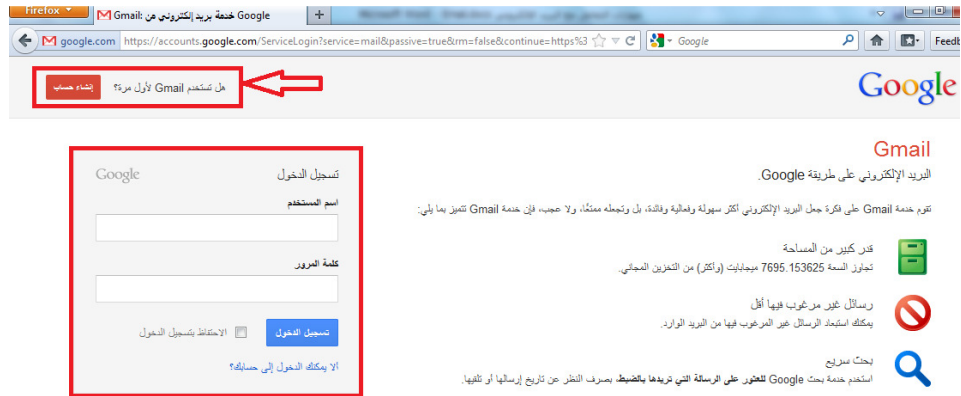 Firefox
Gmail: خدمة بريد إلكتروني من Google
google.com https://accounts.google.com/ServiceLogin?service=mail&passive=true&rm=false&continue=https%3
Google
Feedb
هل تستخدم Gmail لأول مرة؟ إنشاء حساب
Google
Gmail
البريد الإلكتروني على طريقة Google.
تقوم خدمة Gmail على فكرة جعل البريد الإلكتروني أكثر سهولة وفعالية وفائدة، بل وتجعله ممتعًا، ولا عجب، فإن خدمة Gmail تتميز بما يلي:
قدر كبير من المساحة
تجاوز السعة 7695.153625 ميجابايت (وأكثر) من التخزين المجاني.
رسائل غير مرغوب فيها أقل
يمكنك استبعاد الرسائل غير المرغوب فيها من البريد الوارد.
بحث سريع
استخدم خدمة بحث Google للعثور على الرسالة التي تريدها بالضبط، بصرف النظر عن تاريخ إرسالها أو تلقيها.
تسجيل الدخول Google
اسم المستخدم
كلمة المرور
تسجيل الدخول الاحتفاظ بتسجيل الدخول
ألا يمكنك الدخول إلى حسابك؟